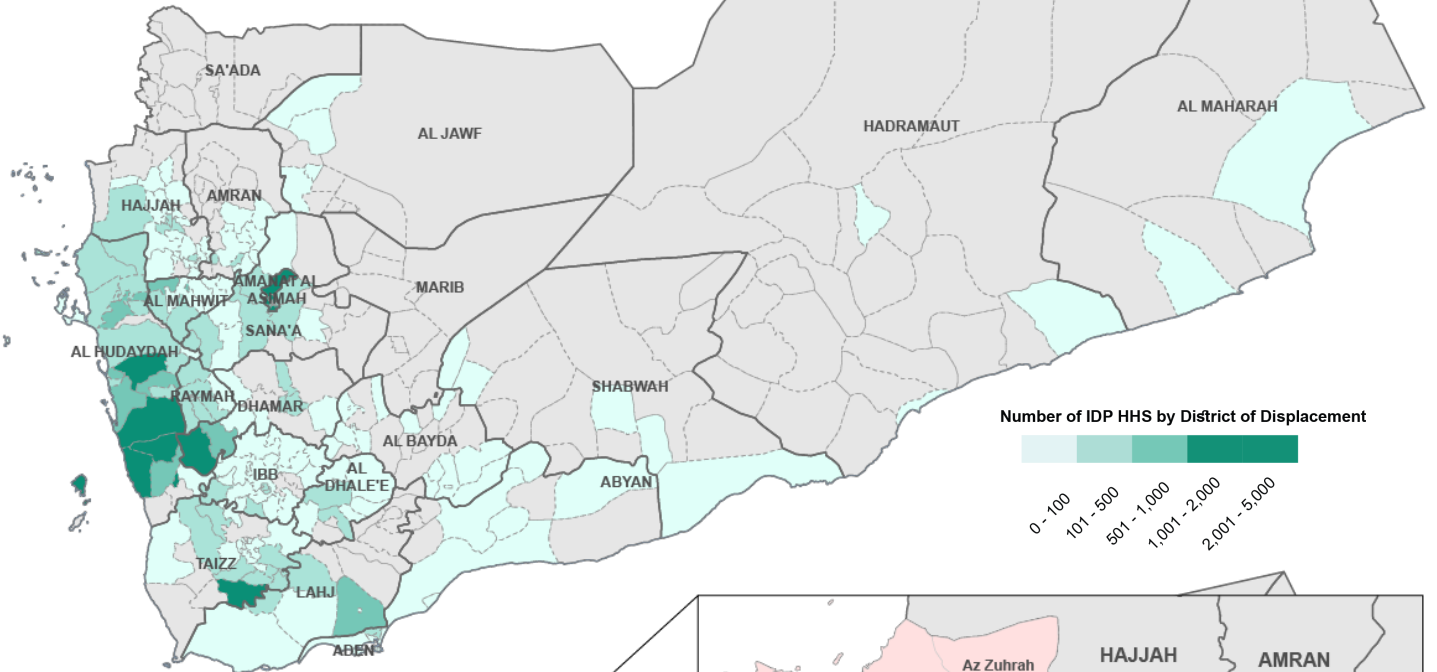 SA'ADA
AL JAWF
HADRAMAUT
AL MAHARAH
HAJJAH
AMRAN
AMANAT AL
ASIMAH
MARIB
AL MAHWIT
SANA'A
AL HUDAYDAH
RAYMAH
DHAMAR
SHABWAH
AL BAYDA
IBB
AL
DHALE'E
ABYAN
TAIZZ
LAHJ
ADEN
Number of IDP HHS by District of Displacement
0 - 100
101 - 500
501 - 1,000
1,001 - 2,000
2,001 - 5,000
Az Zuhrah
HAJJAH
AMRAN